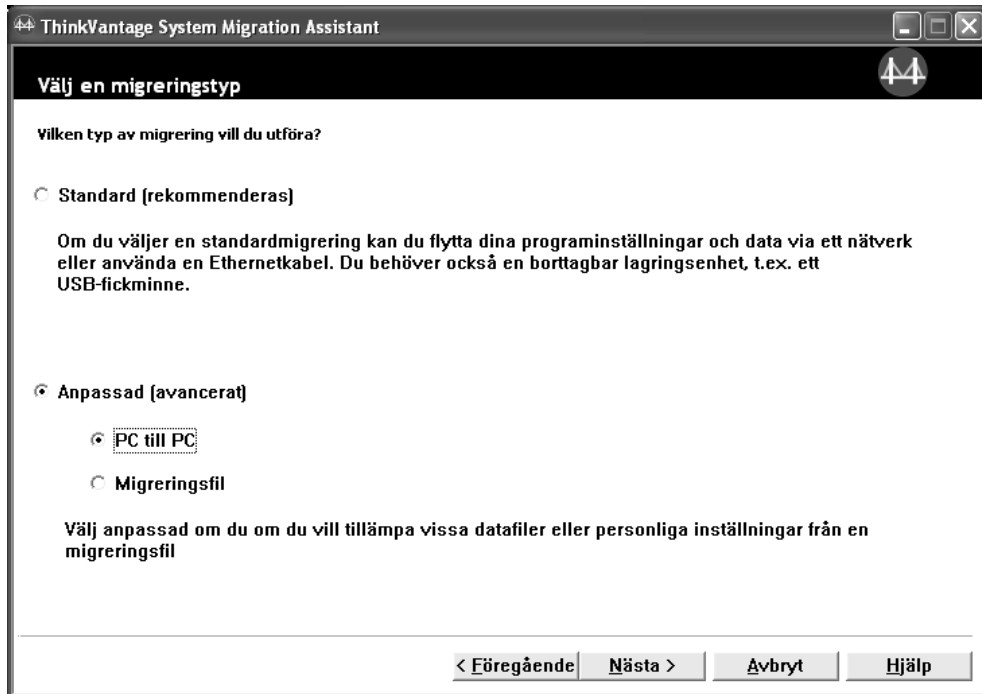 ThinkVantage System Migration Assistant
Välj en migreringstyp
Vilken typ av migrering vill du utföra?
Standard (rekommenderas)
Om du väljer en standardmigrering kan du flytta dina programinställningar och data via ett nätverk
eller använda en Ethernetkabel. Du behöver också en borttagbar lagringsenhet, t.ex. ett
USB-fickminne.
Anpassad (avancerat)
PC till PC
Migreringsfil
Välj anpassad om du om du vill tillämpa vissa datafiler eller personliga inställningar från en
migreringsfil
< Föregående Nästa > Avbryt Hjälp